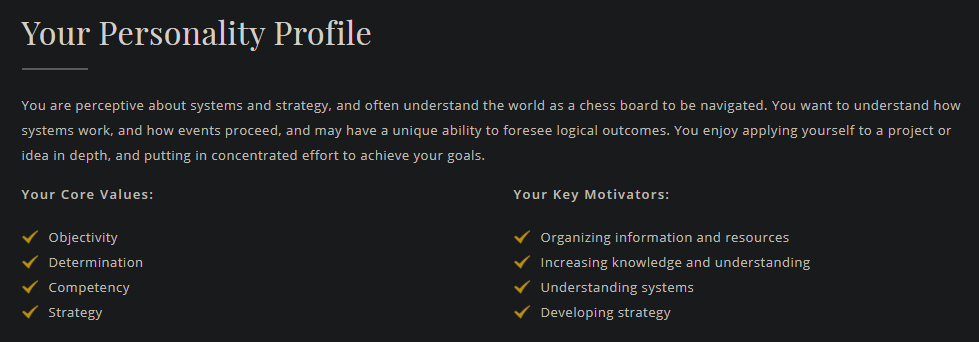 Your Personality Profile
You are perceptive about systems and strategy, and often understand the world as a chess board to be navigated. You want to understand how
systems work, and how events proceed, and may have a unique ability to foresee logical outcomes. You enjoy applying yourself to a project or
idea in depth, and putting in concentrated effort to achieve your goals.
Your Core Values:
Objectivity
Determination
Competency
Strategy
Your Key Motivators:
Organizing information and resources
Increasing knowledge and understanding
Understanding systems
Developing strategy